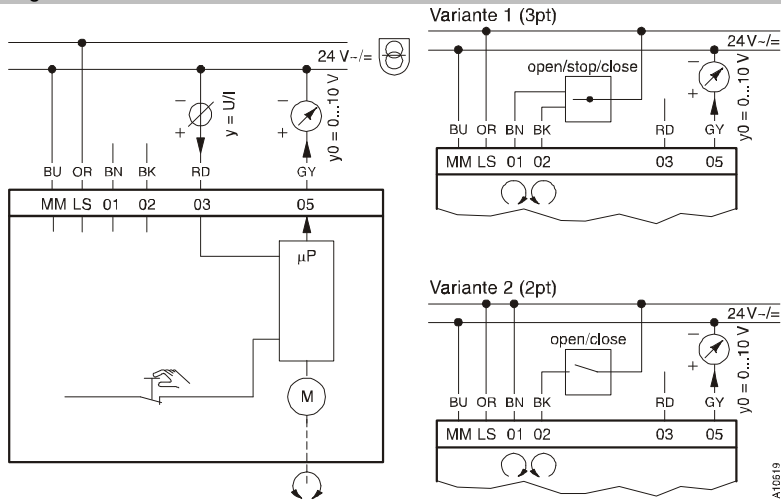 24 V~/=
y = U/I
y0 = 0...10 V
− + − +
BU OR BN BK RD GY
MM LS 01 02 03 05
µP
M
Variante 1 (3pt)
24 V~/=
open/stop/close
− +
y0 = 0...10 V
BU OR BN BK RD GY
MM LS 01 02 03 05
Variante 2 (2pt)
24 V~/=
open/close
− +
y0 = 0...10 V
BU OR BN BK RD GY
MM LS 01 02 03 05
A10619